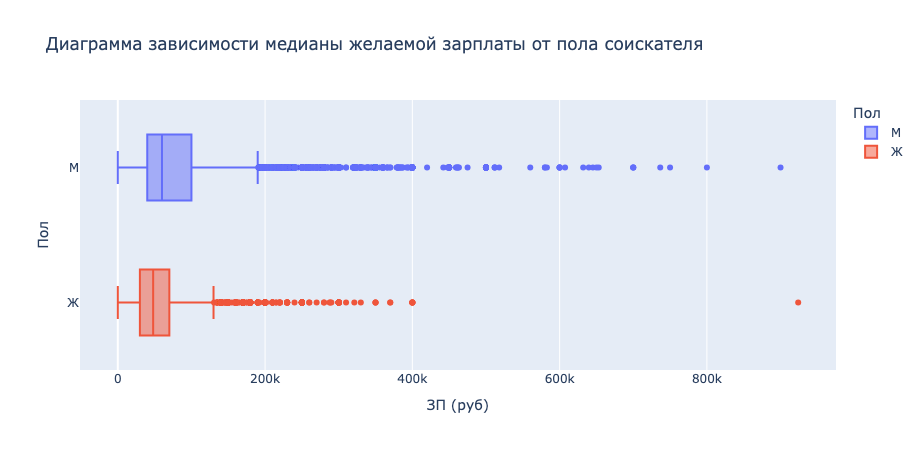 Диаграмма зависимости медианы желаемой зарплаты от пола соискателя
Пол
М
Ж
М
Ж
Пол
0 200k 400k 600k 800k
ЗП (руб)